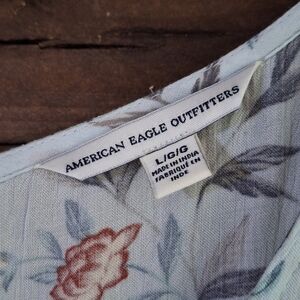 AMERICAN EAGLE OUTFITTERS
L/G/G
MADE IN INDIA
FABRIQUÉ EN
INDE